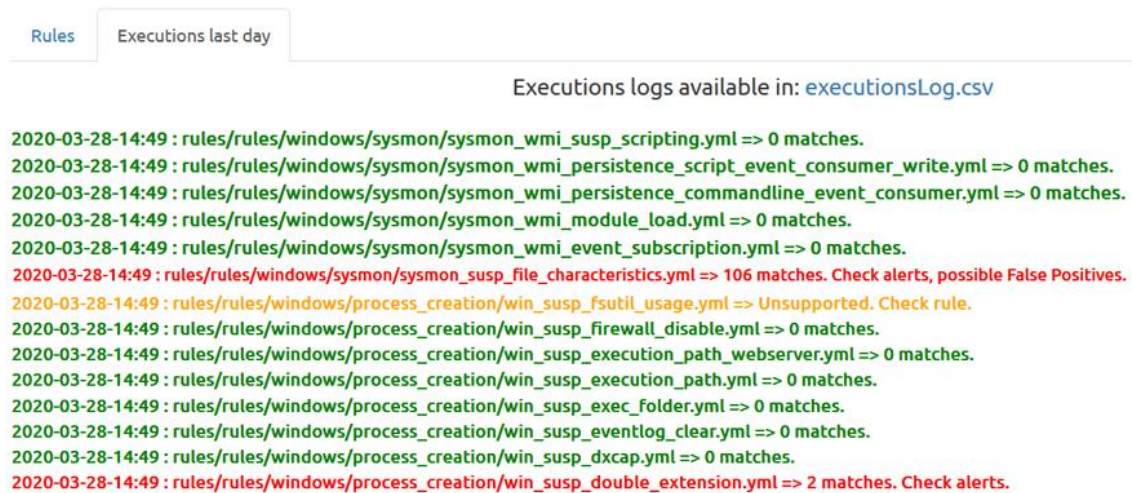 Rules Executions last day
Executions logs available in: executionsLog.csv
2020-03-28-14:49 : rules/rules/windows/sysmon/sysmon_wmi_susp_scripting.yml => 0 matches.
2020-03-28-14:49 : rules/rules/windows/sysmon/sysmon_wmi_persistence_script_event_consumer_write.yml => 0 matches.
2020-03-28-14:49 : rules/rules/windows/sysmon/sysmon_wmi_persistence_commandline_event_consumer.yml => 0 matches.
2020-03-28-14:49 : rules/rules/windows/sysmon/sysmon_wmi_module_load.yml => 0 matches.
2020-03-28-14:49 : rules/rules/windows/sysmon/sysmon_wmi_event_subscription.yml => 0 matches.
2020-03-28-14:49 : rules/rules/windows/sysmon/sysmon_susp_file_characteristics.yml => 106 matches. Check alerts, possible False Positives.
2020-03-28-14:49 : rules/rules/windows/process_creation/win_susp_fsutil_usage.yml => Unsupported. Check rule.
2020-03-28-14:49 : rules/rules/windows/process_creation/win_susp_firewall_disable.yml => 0 matches.
2020-03-28-14:49 : rules/rules/windows/process_creation/win_susp_execution_path_webserver.yml => 0 matches.
2020-03-28-14:49 : rules/rules/windows/process_creation/win_susp_execution_path.yml => 0 matches.
2020-03-28-14:49 : rules/rules/windows/process_creation/win_susp_exec_folder.yml => 0 matches.
2020-03-28-14:49 : rules/rules/windows/process_creation/win_susp_eventlog_clear.yml => 0 matches.
2020-03-28-14:49 : rules/rules/windows/process_creation/win_susp_dxcap.yml => 0 matches.
2020-03-28-14:49 : rules/rules/windows/process_creation/win_susp_double_extension.yml => 2 matches. Check alerts.